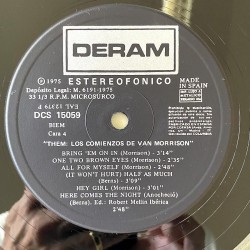 DERAM
℗ 1975 ESTEREOFONICO
Depósito Legal: M. 6191-1975
33 1/3 R.P.M. MICROSURCO
MADE IN
SPAIN
DCS 15059
BIEM
Cara 4
"THEM: LOS COMIENZOS DE VAN MORRISON"
BRING 'EM ON IN (Morrison) - 3'14"
ONE TWO BROWN EYES (Morrison) - 2'35"
ALL FOR MYSELF (Morrison) - 2'48"
(IT WON'T HURT) HALF AS MUCH
(Berns) - 3'09"
HEY GIRL (Morrison) - 3'01"
HERE COMES THE NIGHT (Anocheció)
(Berns). Ed.: Robert Mellin Ibérica
2'46"